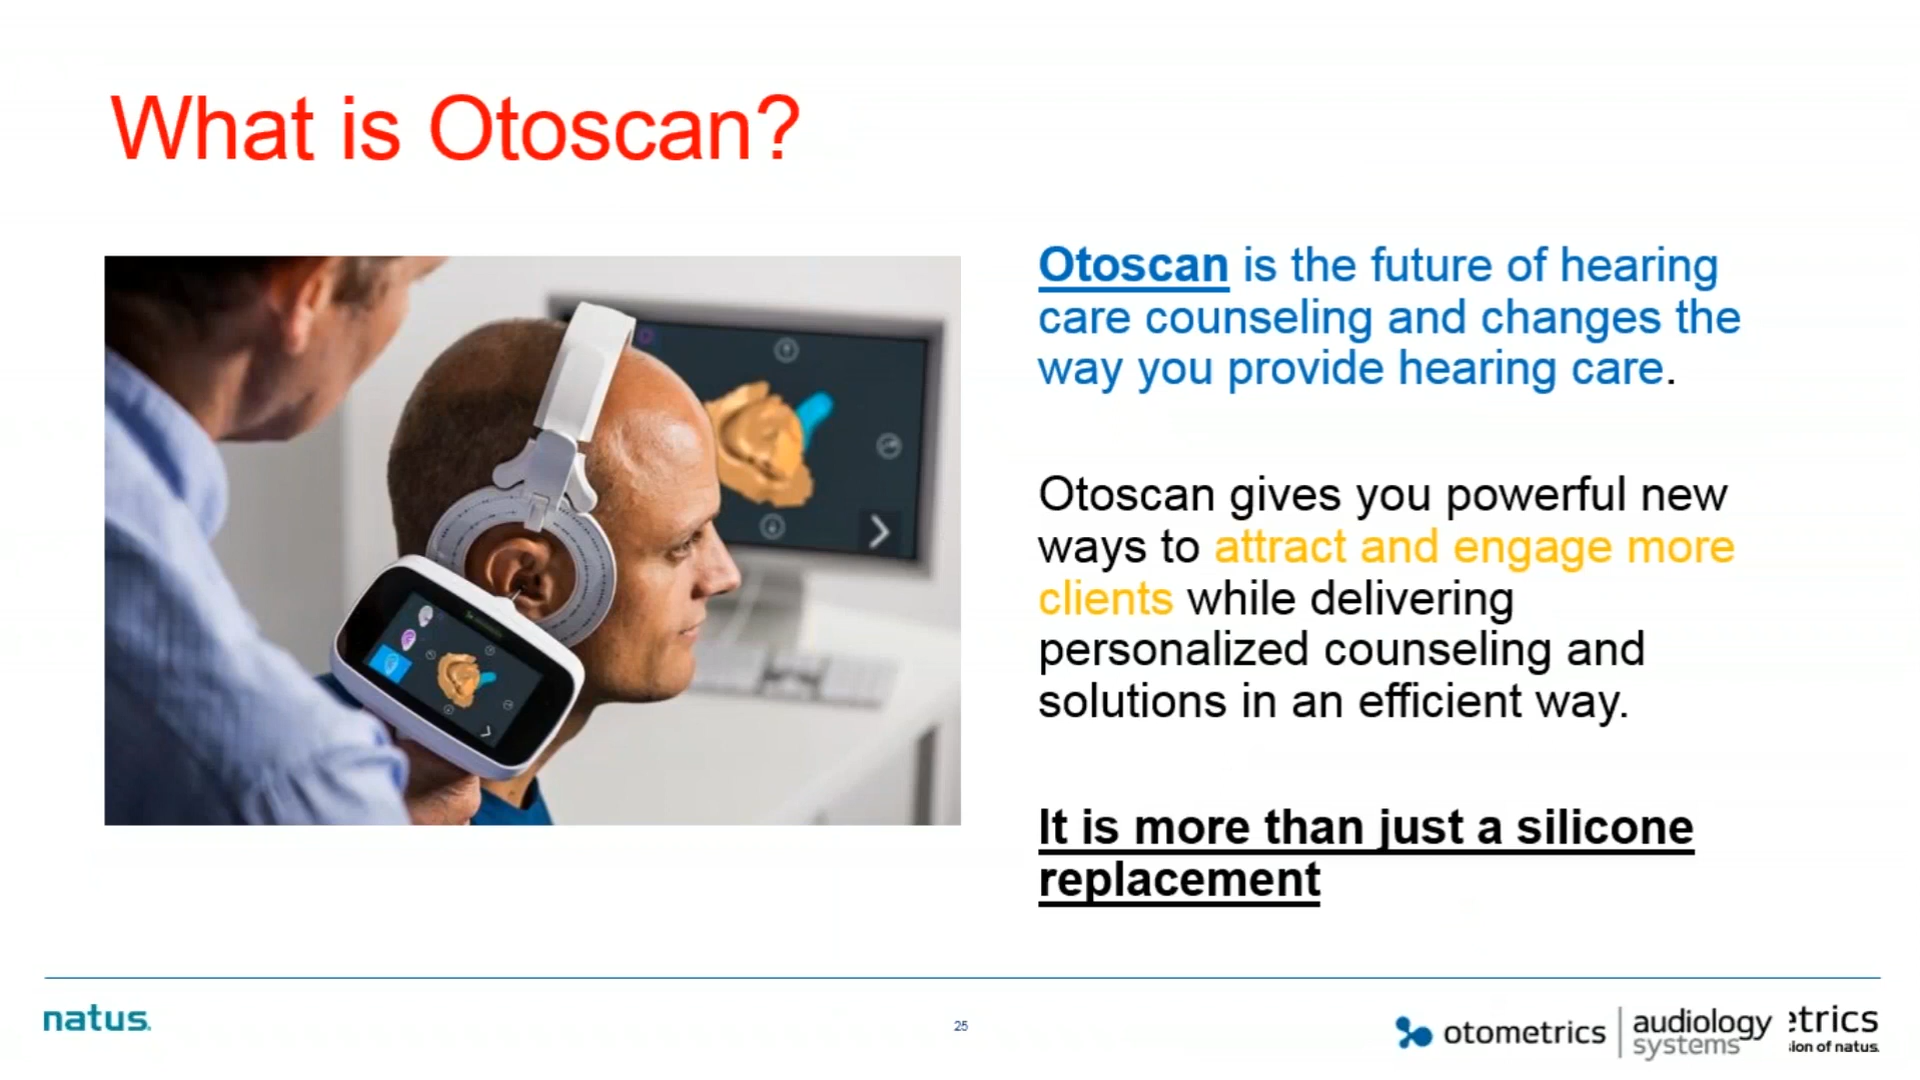 What is Otoscan?
Otoscan is the future of hearing
care counseling and changes the
way you provide hearing care.
Otoscan gives you powerful new
ways to attract and engage more
clients while delivering
personalized counseling and
solutions in an efficient way.
It is more than just a silicone
replacement
natus.
25
otometrics
audiology
systems
etrics
ion of natus.